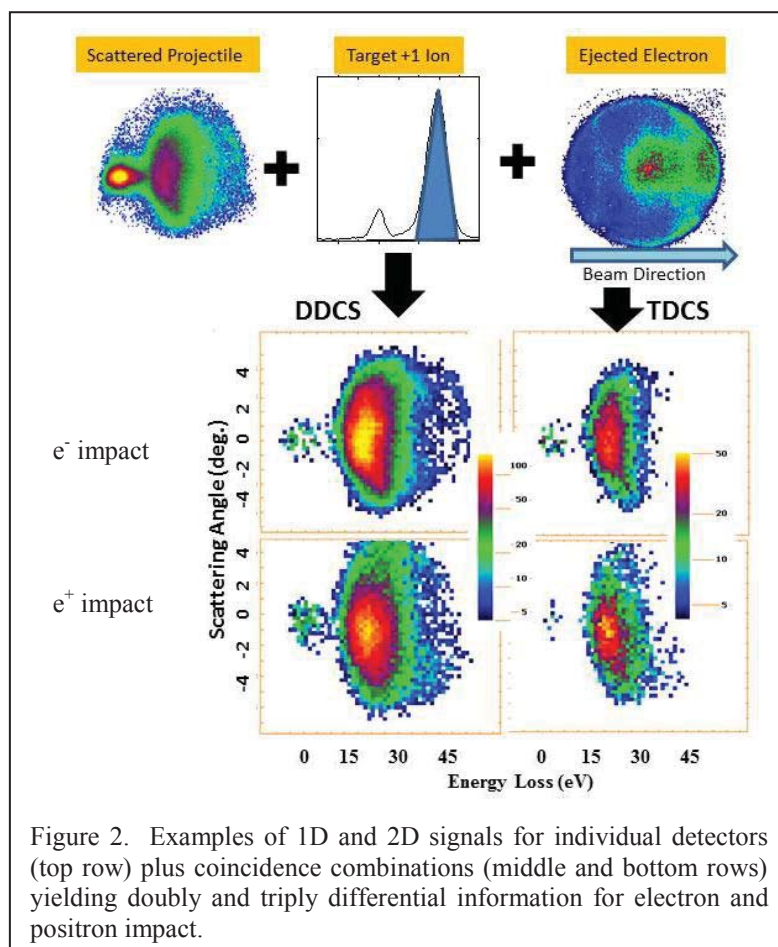 Scattered Projectile
Target +1 Ion
Ejected Electron
Beam Direction
DDCS
TDCS
e- impact
e+ impact
Scattering Angle (deg.)
4
2
0
-2
-4
4
2
0
-2
-4
100
50
20
10
5
50
20
10
5
0 15 30 45 0 15 30 45
Energy Loss (eV)
Figure 2. Examples of 1D and 2D signals for individual detectors
(top row) plus coincidence combinations (middle and bottom rows)
yielding doubly and triply differential information for electron and
positron impact.